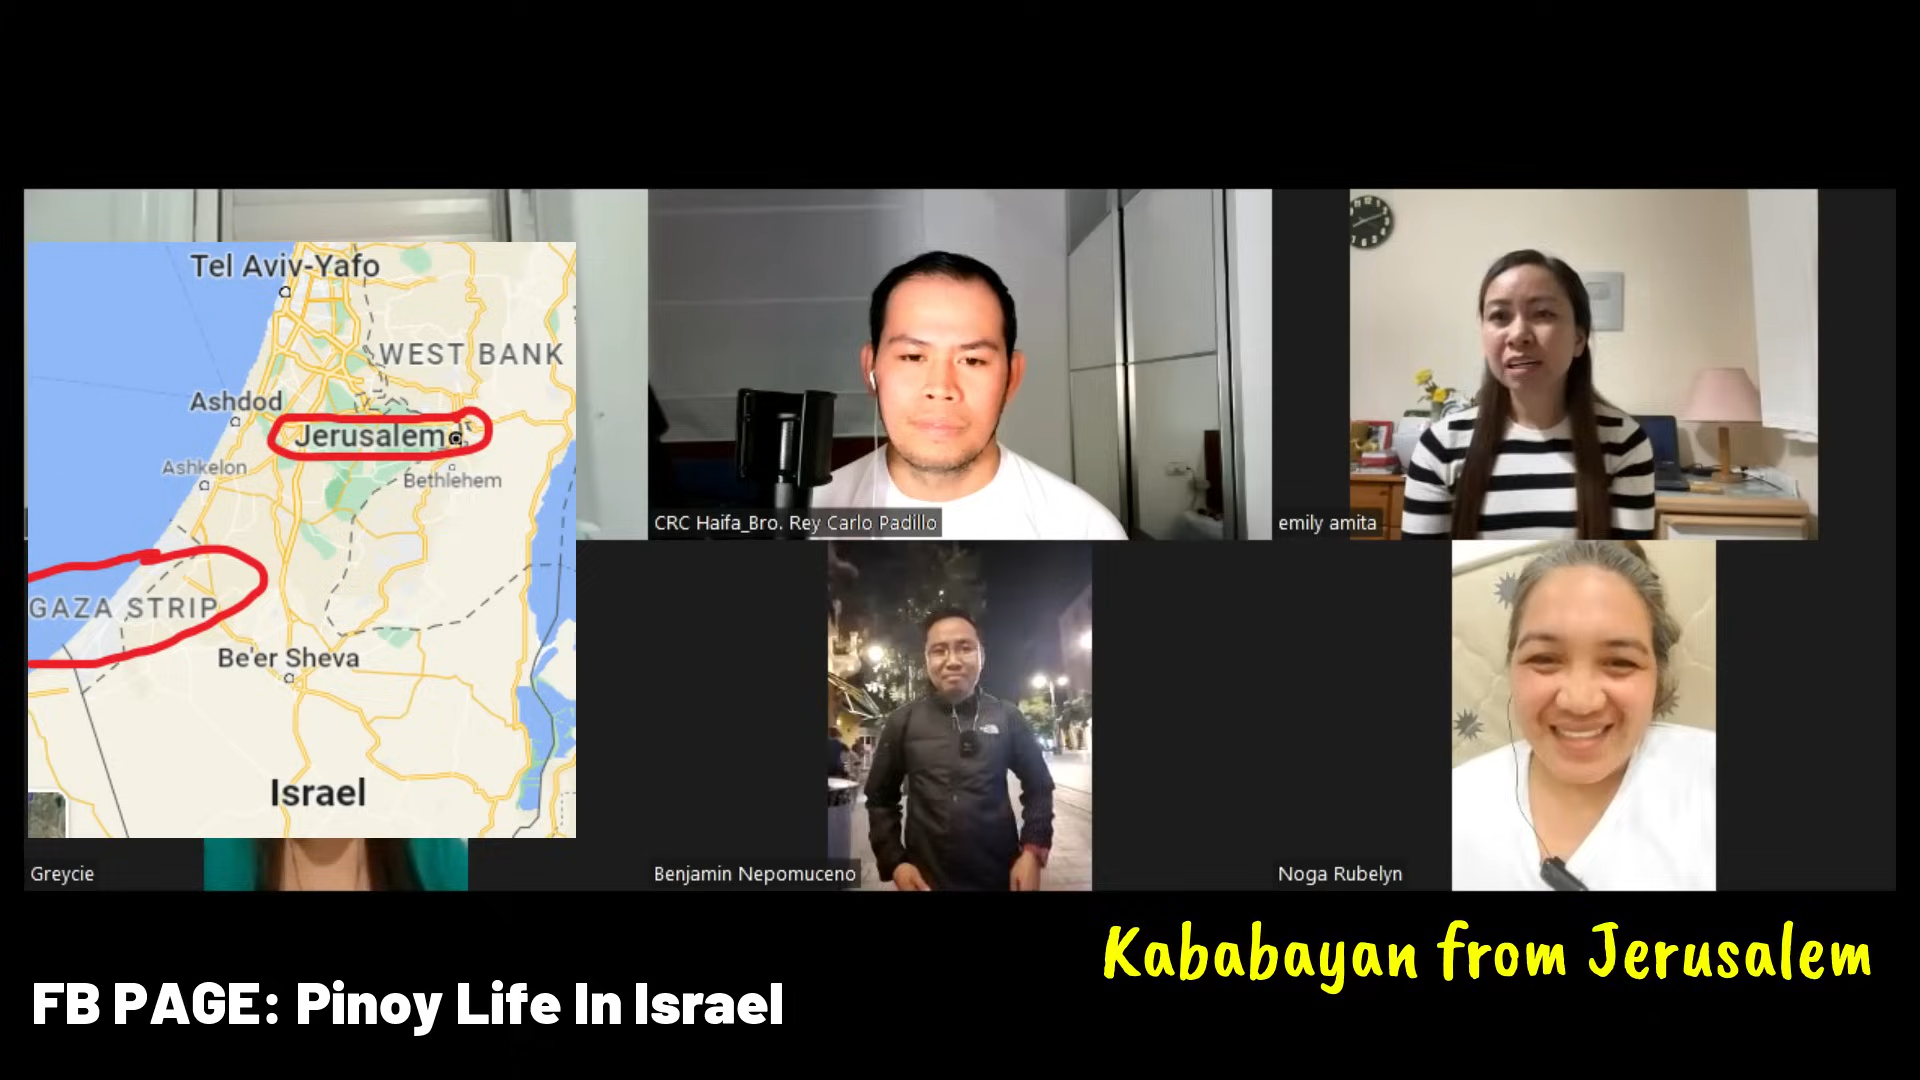 Tel Aviv-Yafo
WEST BANK
Ashdod
Jerusalem
Ashkelon
Bethlehem
GAZA STRIP
Be'er Sheva
Israel
CRC Haifa_Bro. Rey Carlo Padillo
emily amita
Greycie
Benjamin Nepomuceno
Noga Rubelyn
Kababayan from Jerusalem
FB PAGE: Pinoy Life In Israel